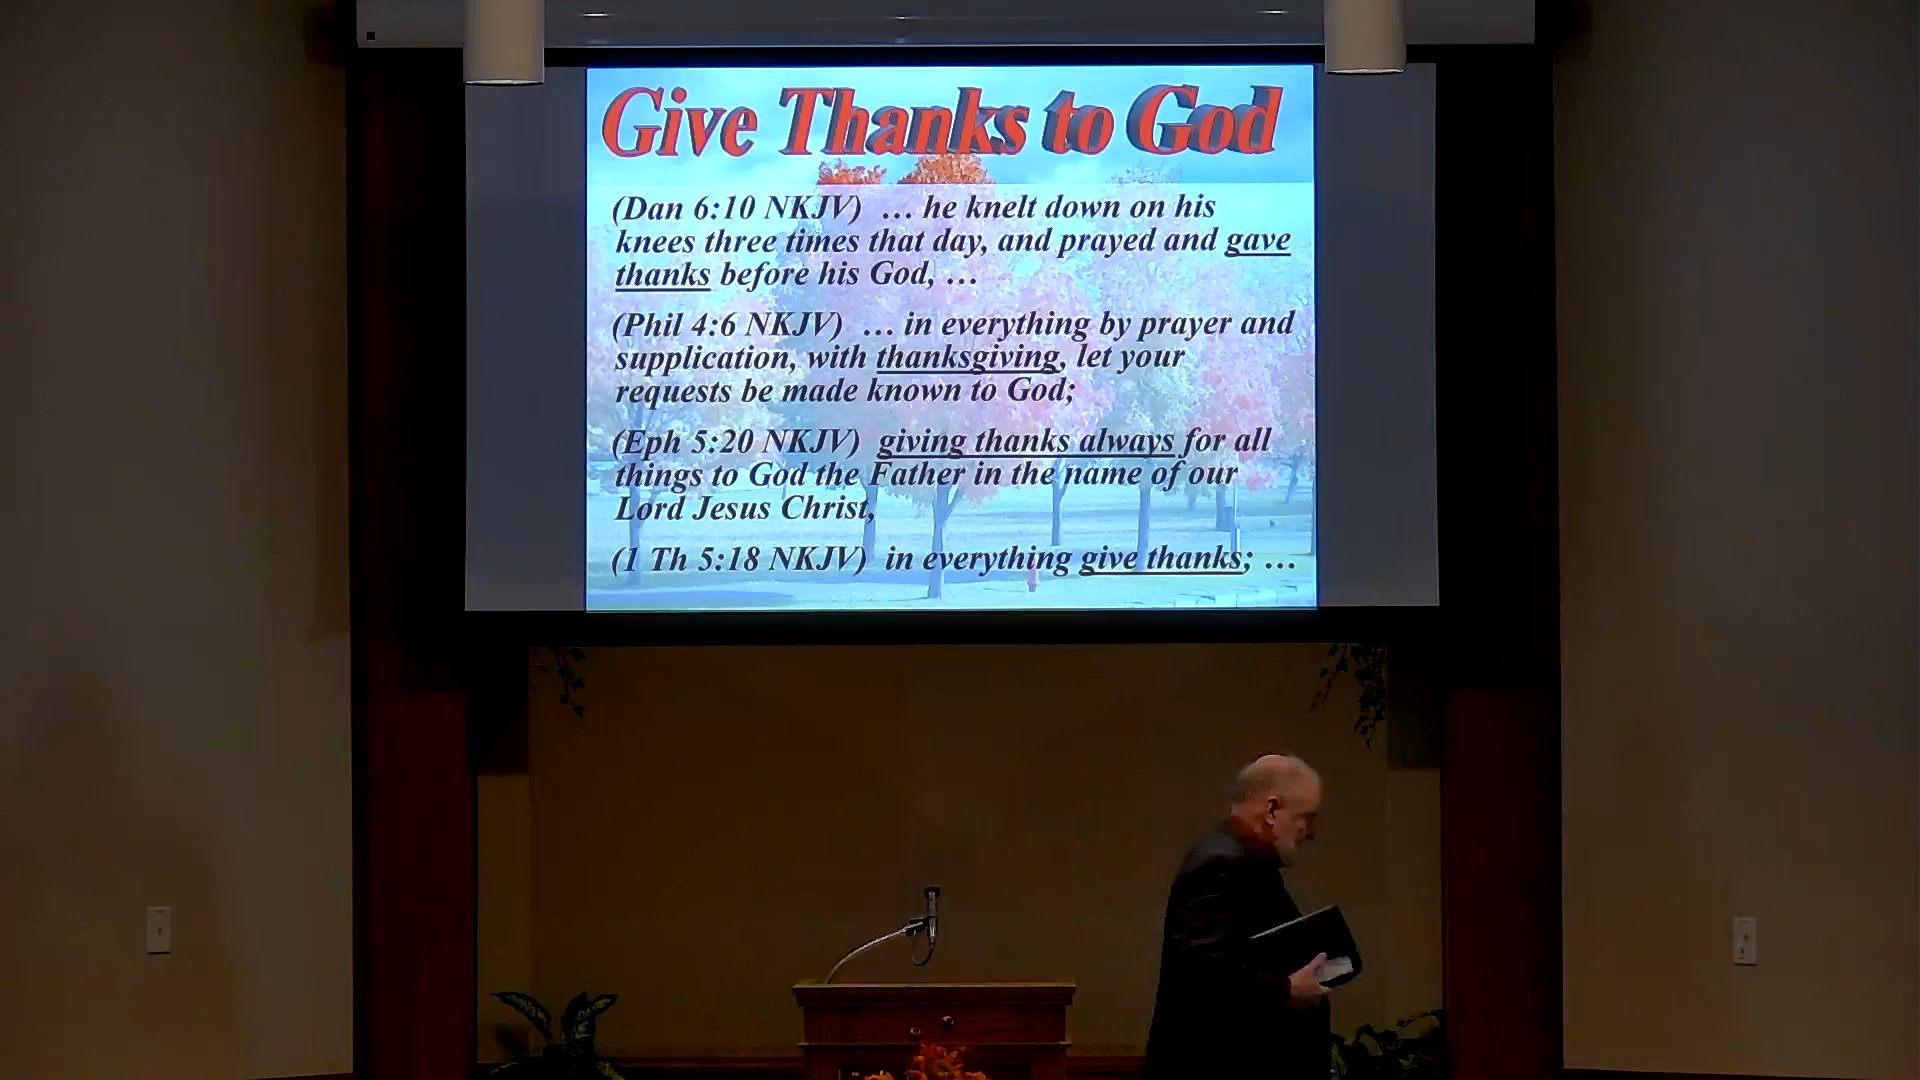 Give Thanks to God
(Dan 6:10 NKJV) … he knelt down on his
knees three times that day, and prayed and gave
thanks before his God, …
(Phil 4:6 NKJV) … in everything by prayer and
supplication, with thanksgiving, let your
requests be made known to God;
(Eph 5:20 NKJV) giving thanks always for all
things to God the Father in the name of our
Lord Jesus Christ,
(1 Th 5:18 NKJV) in everything give thanks; …